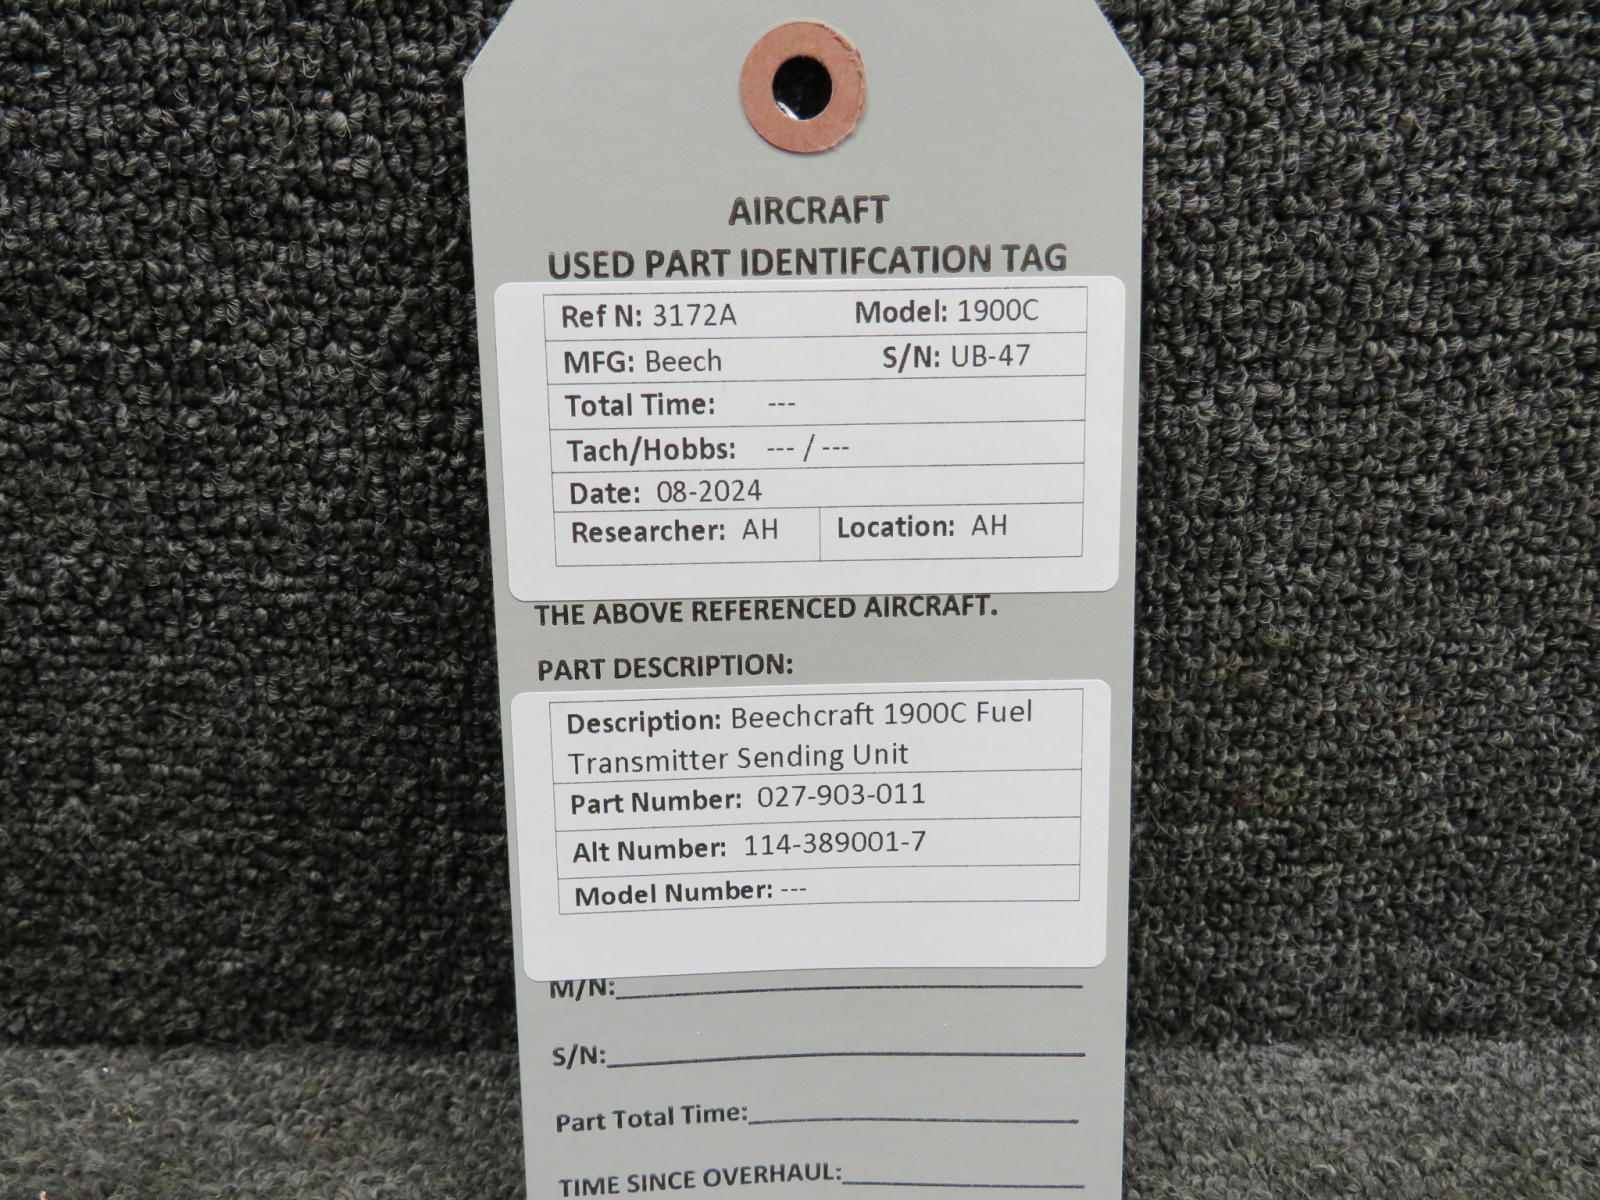 AIRCRAFT
USED PART IDENTIFCATION TAG
Ref N: 3172A Model: 1900C
MFG: Beech S/N: UB-47
Total Time: ---
Tach/Hobbs: --- / ---
Date: 08-2024
Researcher: AH Location: AH
THE ABOVE REFERENCED AIRCRAFT.
PART DESCRIPTION:
Description: Beechcraft 1900C Fuel
Transmitter Sending Unit
Part Number: 027-903-011
Alt Number: 114-389001-7
Model Number: ---
M/N:
S/N:
Part Total Time:
TIME SINCE OVERHAUL: